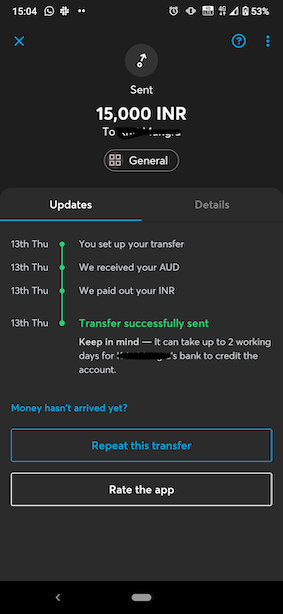 15:04 53%
Sent
15,000 INR
To
General
Updates Details
13th Thu You set up your transfer
13th Thu We received your AUD
13th Thu We paid out your INR
13th Thu Transfer successfully sent
Keep in mind — It can take up to 2 working
days for 's bank to credit the
account.
Money hasn't arrived yet?
Repeat this transfer
Rate the app